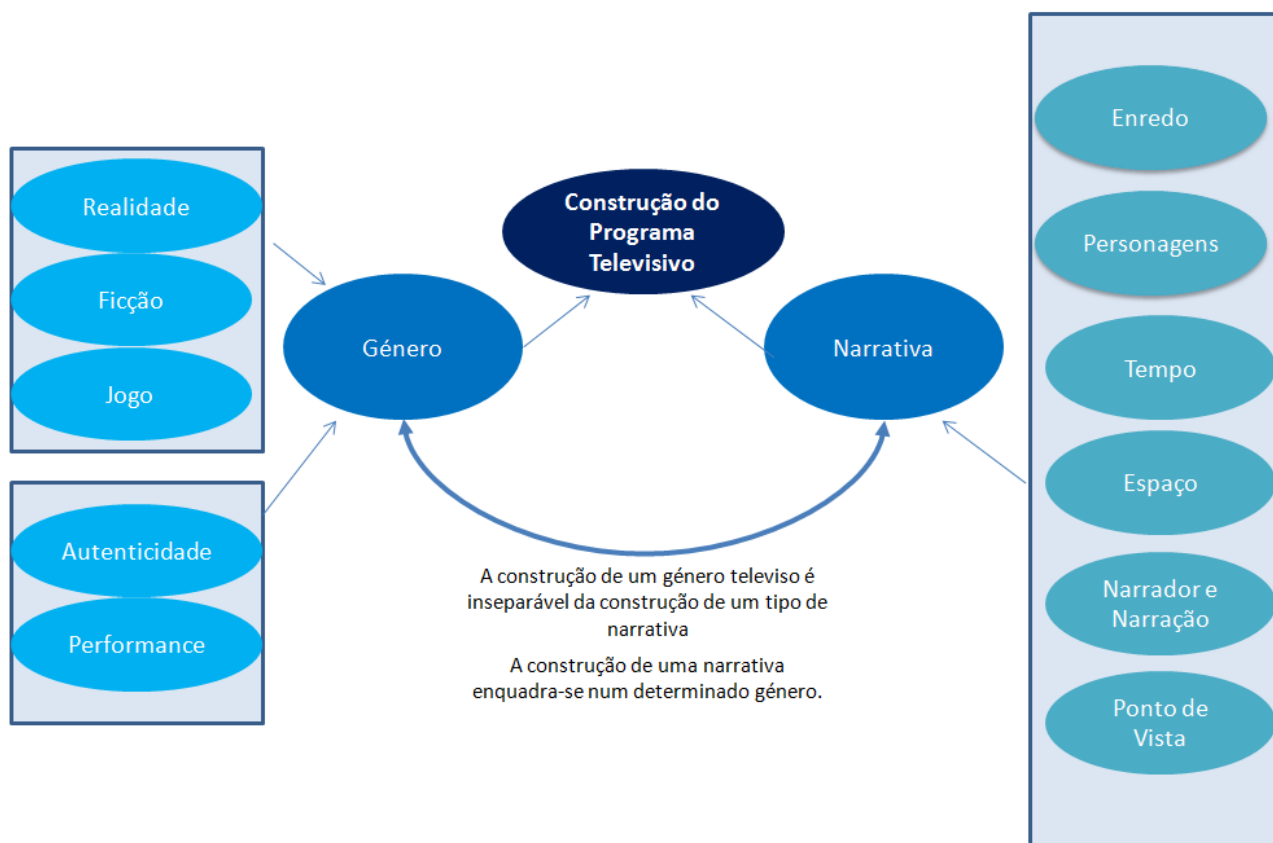 Realidade
Ficção
Jogo
Autenticidade
Performance
Género
Construção do
Programa
Televisivo
Narrativa
A construção de um género televiso é
inseparável da construção de um tipo de
narrativa
A construção de uma narrativa
enquadra-se num determinado género.
Enredo
Personagens
Tempo
Espaço
Narrador e
Narração
Ponto de
Vista